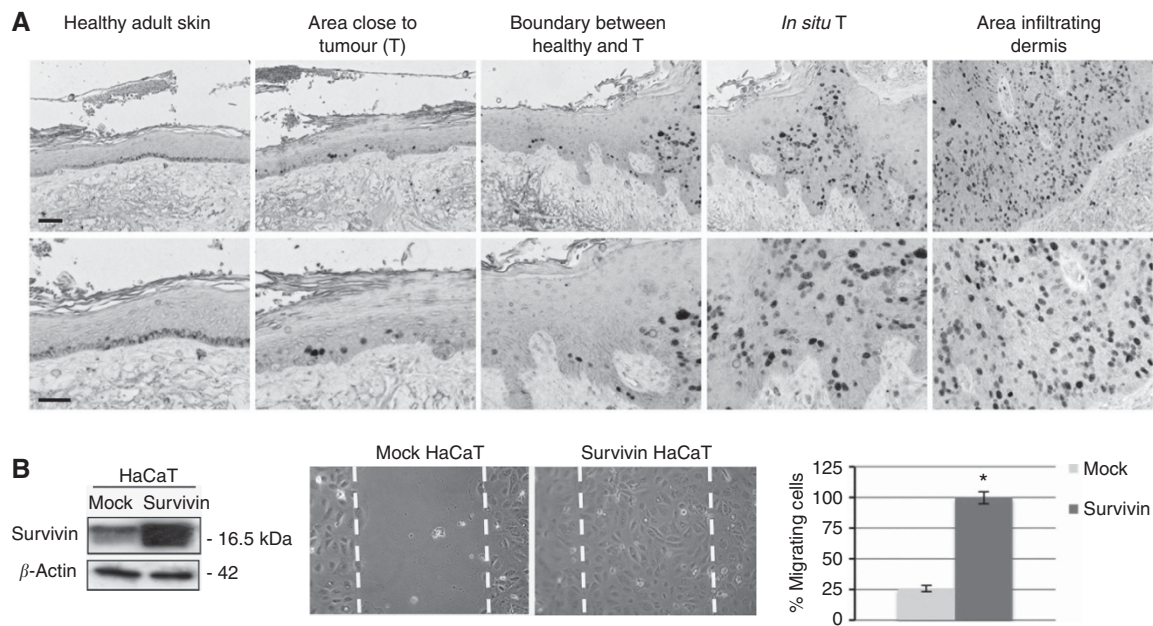 A
Healthy adult skin
Area close to
tumour (T)
Boundary between
healthy and T
In situ T
Area infiltrating
dermis
B
HaCaT
Mock Survivin
Survivin
- 16.5 kDa
β-Actin
- 42
Mock HaCaT
Survivin HaCaT
% Migrating cells
125
100
75
50
25
0
*
Mock
Survivin